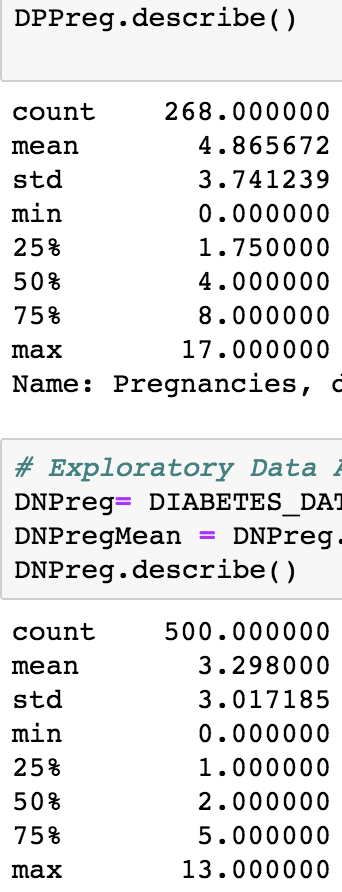 DPPreg.describe()
count 268.000000
mean 4.865672
std 3.741239
min 0.000000
25% 1.750000
50% 4.000000
75% 8.000000
max 17.000000
Name: Pregnancies, d
# Exploratory Data A
DNPreg= DIABETES_DAT
DNPregMean = DNPreg.
DNPreg.describe()
count 500.000000
mean 3.298000
std 3.017185
min 0.000000
25% 1.000000
50% 2.000000
75% 5.000000
max 13.000000